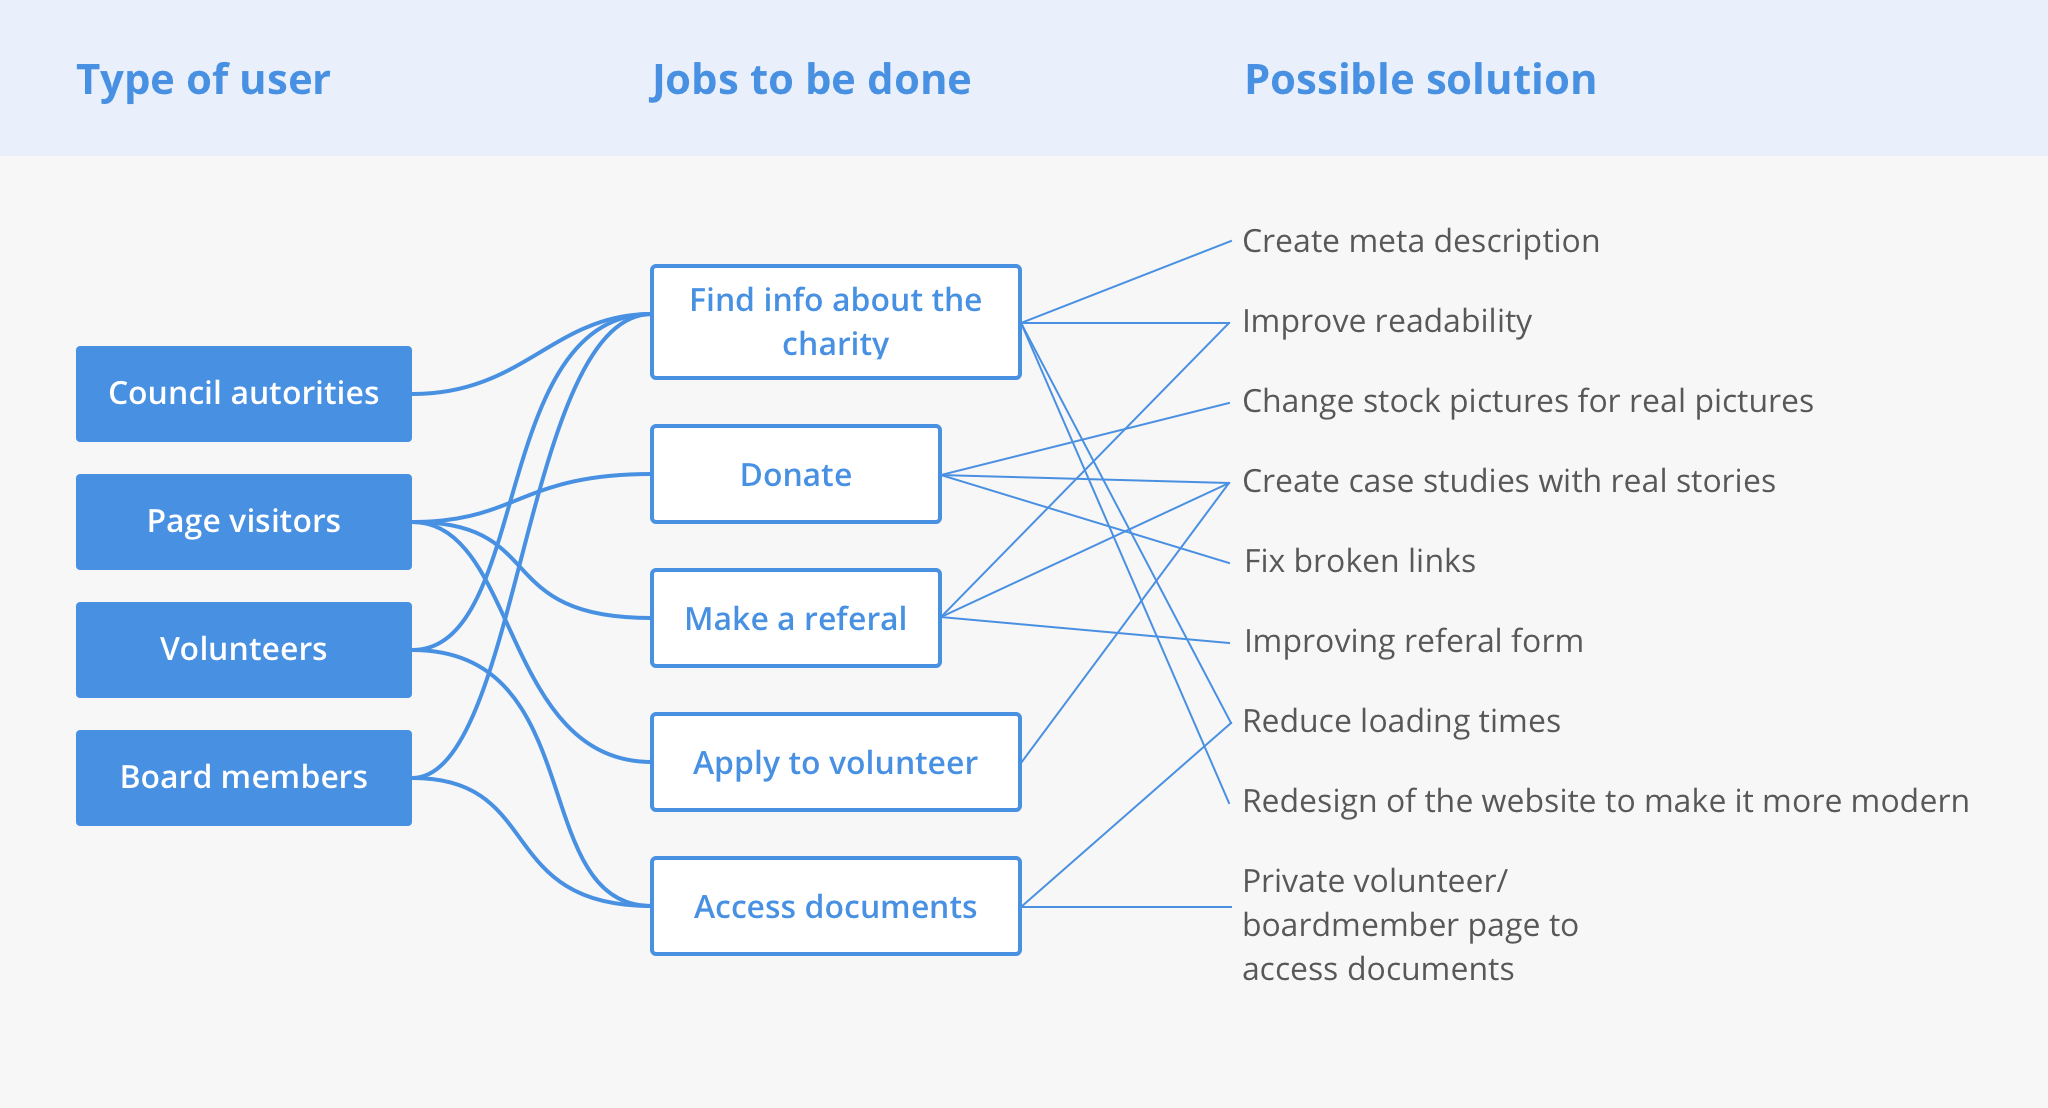 Type of user
Jobs to be done
Possible solution
Council autorities
Page visitors
Volunteers
Board members
Find info about the
charity
Donate
Make a referal
Apply to volunteer
Access documents
Create meta description
Improve readability
Change stock pictures for real pictures
Create case studies with real stories
Fix broken links
Improving referal form
Reduce loading times
Redesign of the website to make it more modern
Private volunteer/
boardmember page to
access documents